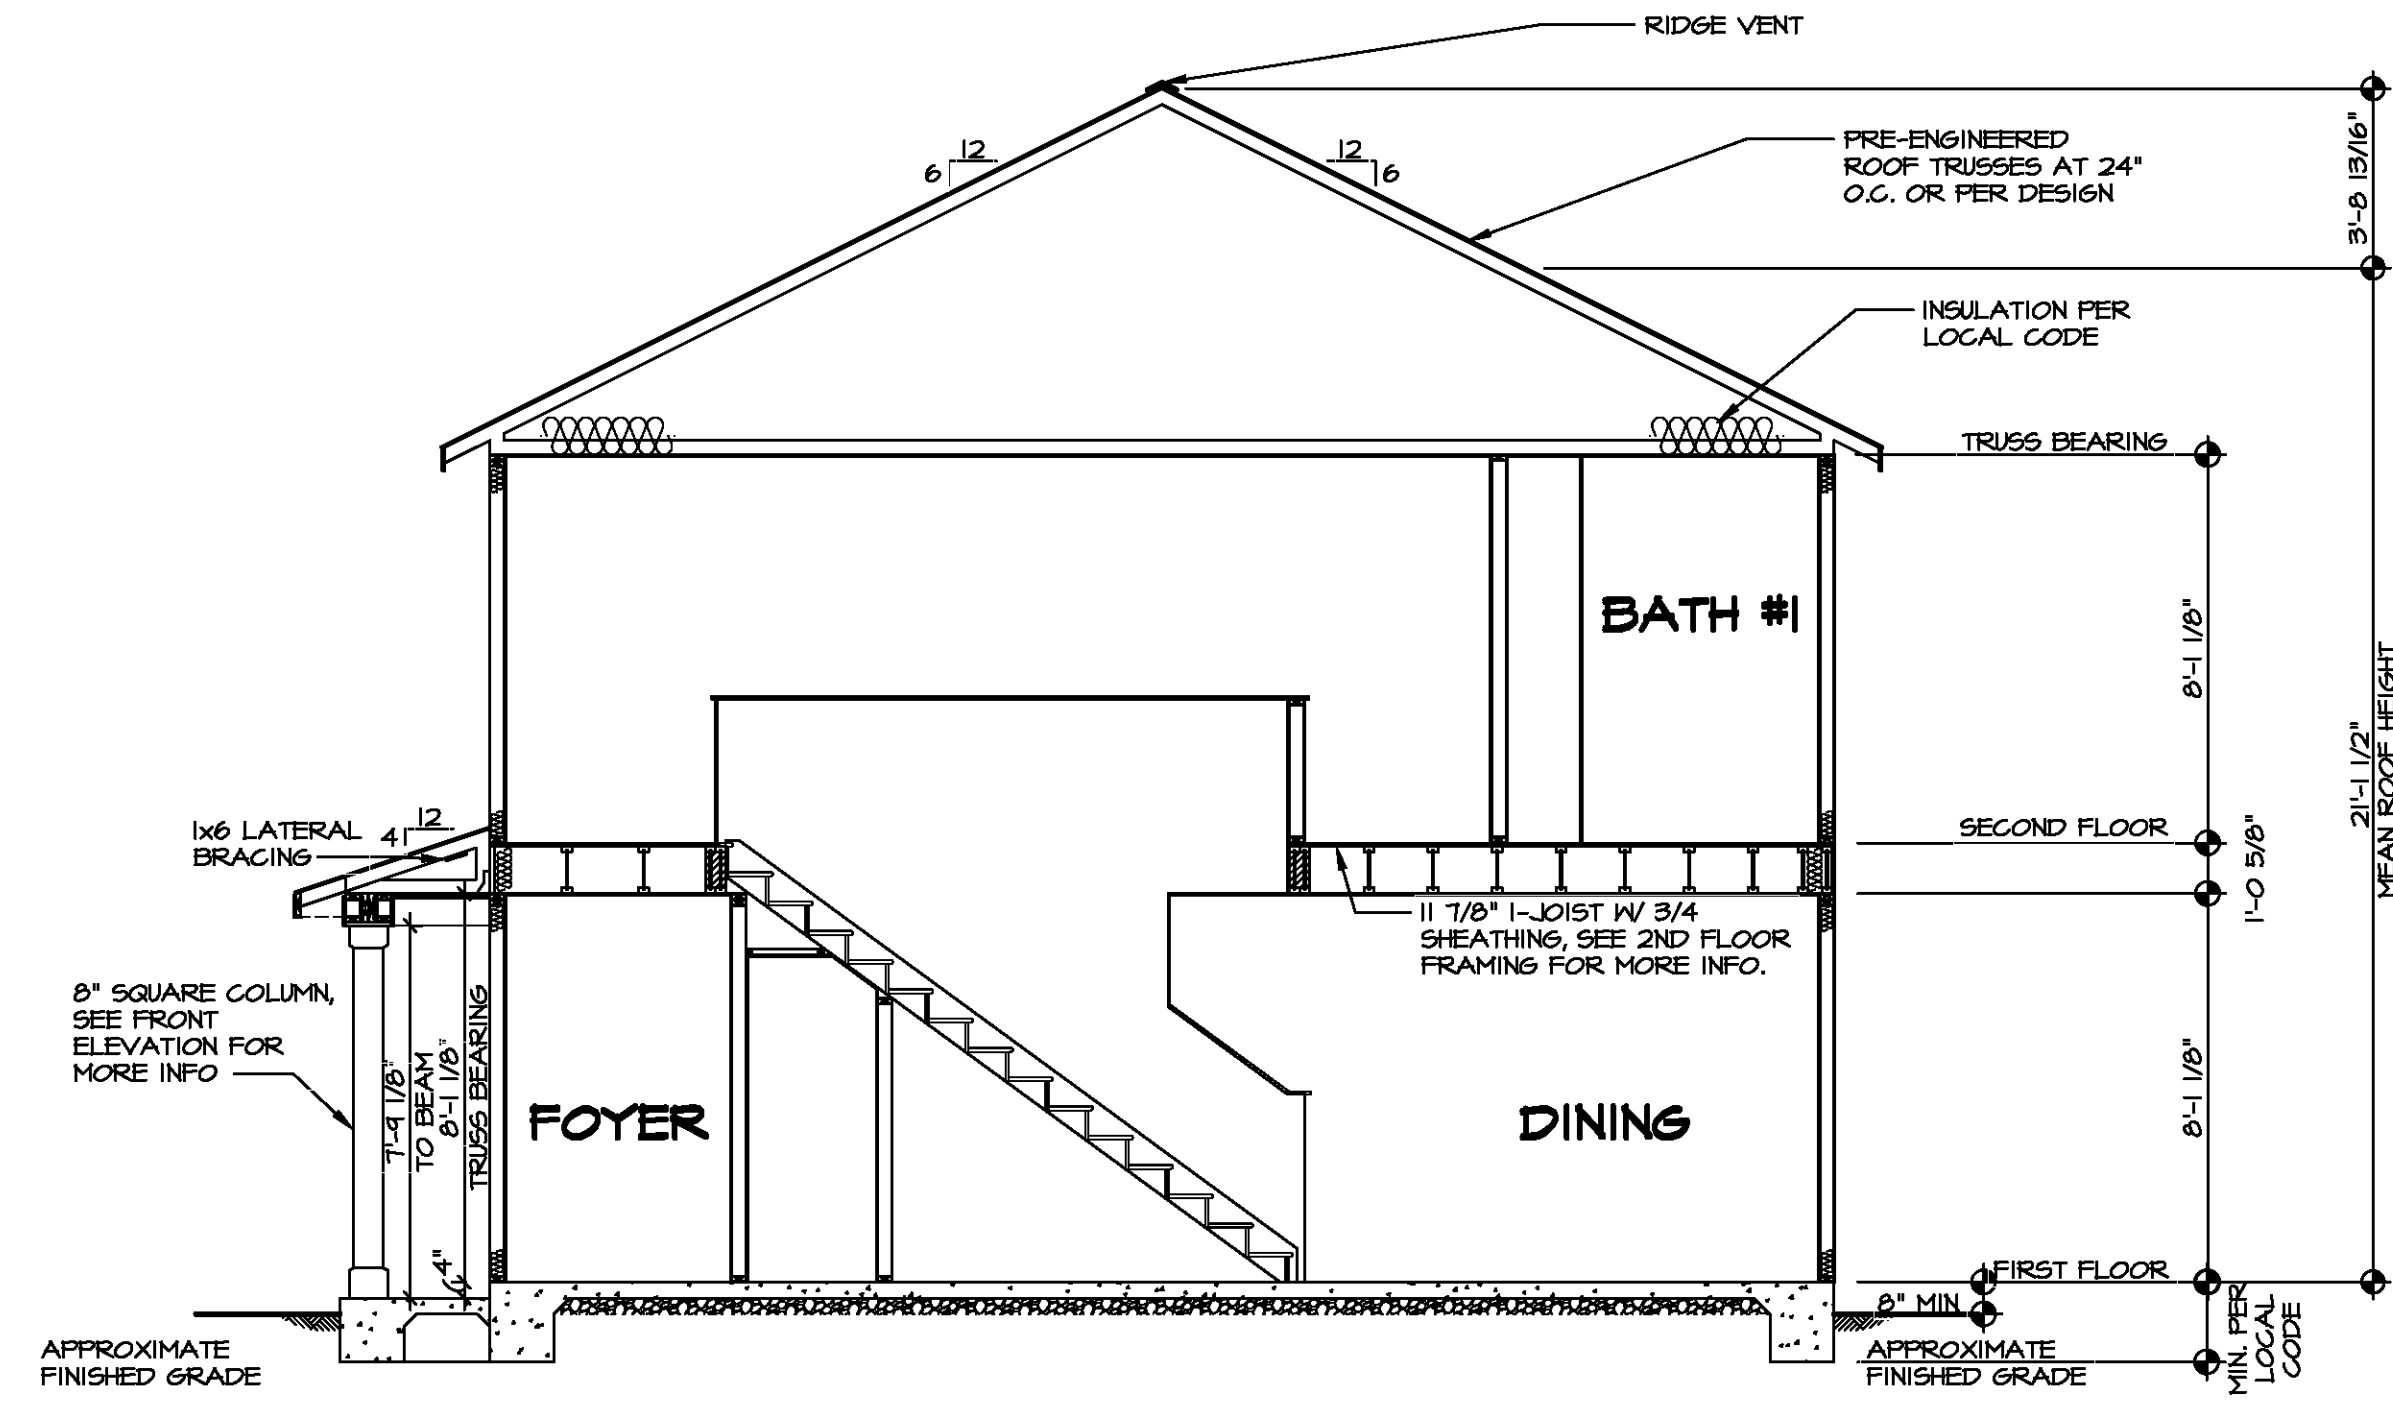 RIDGE VENT
12
6
12
6
PRE-ENGINEERED
ROOF TRUSSES AT 24"
O.C. OR PER DESIGN
3'-8 13/16"
INSULATION PER
LOCAL CODE
TRUSS BEARING
BATH #1
8'-1 1/8"
21'-1 1/2"
MEAN ROOF HEIGHT
1x6 LATERAL
BRACING
12
4
SECOND FLOOR
1'-0 5/8"
11 7/8" I-JOIST W/ 3/4
SHEATHING, SEE 2ND FLOOR
FRAMING FOR MORE INFO.
8" SQUARE COLUMN,
SEE FRONT
ELEVATION FOR
MORE INFO
7'-9 1/8"
TO BEAM
8'-1 1/8"
TRUSS BEARING
FOYER
DINING
8'-1 1/8"
4"
FIRST FLOOR
8" MIN
MIN. PER
LOCAL
CODE
APPROXIMATE
FINISHED GRADE
APPROXIMATE
FINISHED GRADE